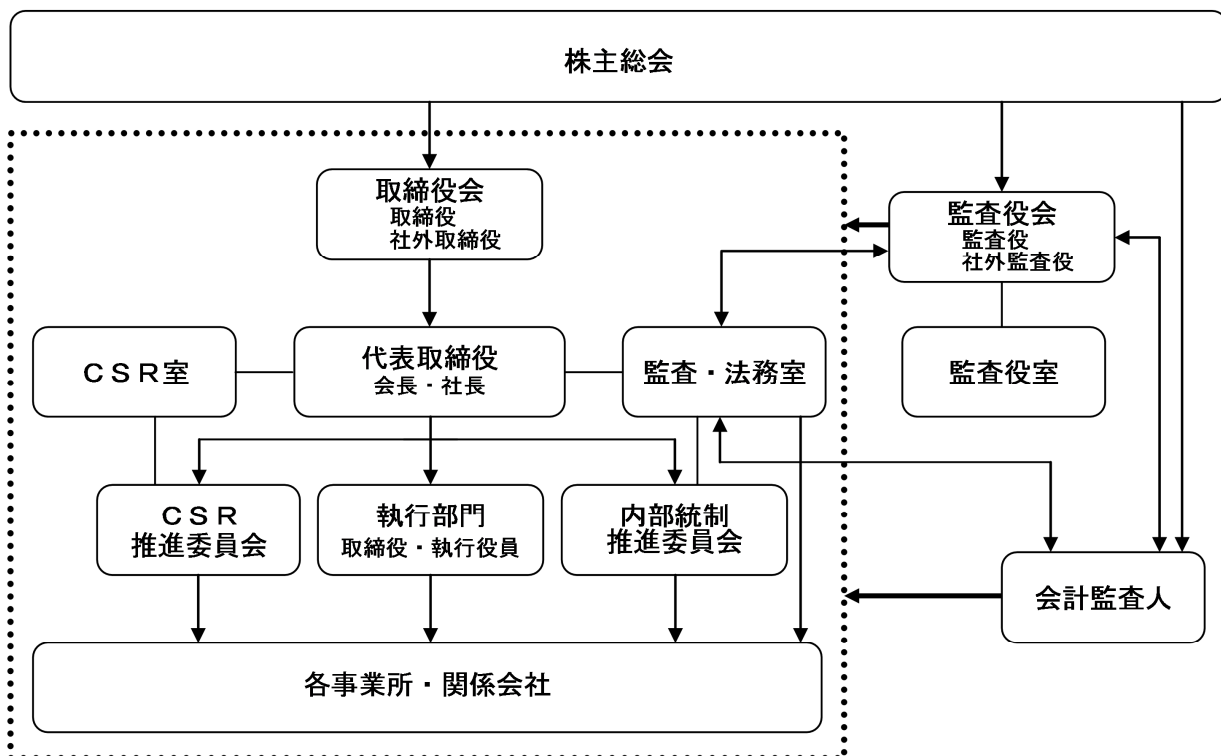 株主総会
取締役会
取締役
社外取締役
監査役会
監査役
社外監査役
ＣＳＲ室
代表取締役
会長・社長
監査・法務室
監査役室
ＣＳＲ
推進委員会
執行部門
取締役・執行役員
内部統制
推進委員会
会計監査人
各事業所・関係会社